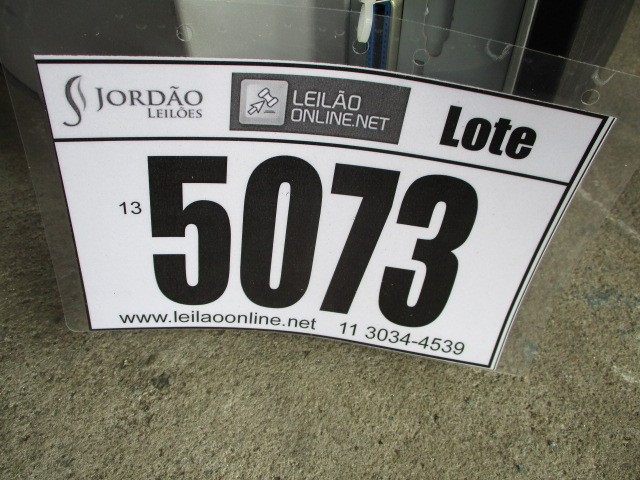 JORDÃO
LEILÕES
LEILÃO
ONLINE.NET
Lote
13
5073
www.leilaoonline.net 11 3034-4539